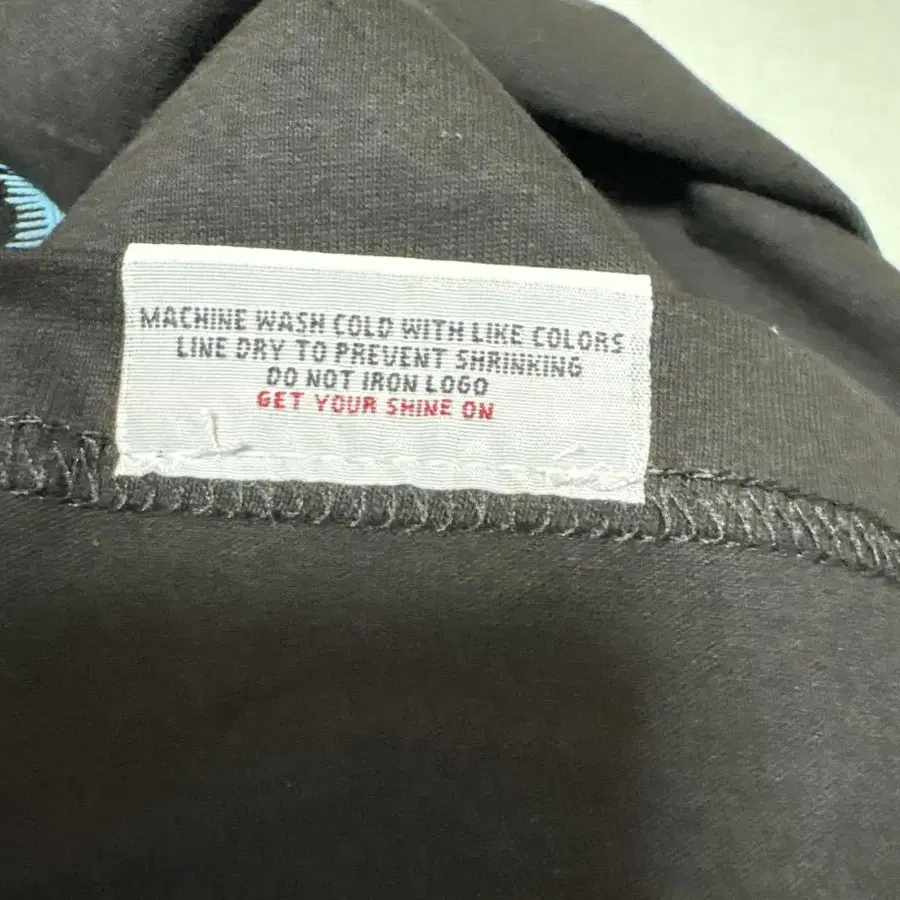 MACHINE WASH COLD WITH LIKE COLORS
LINE DRY TO PREVENT SHRINKING
DO NOT IRON LOGO
GET YOUR SHINE ON